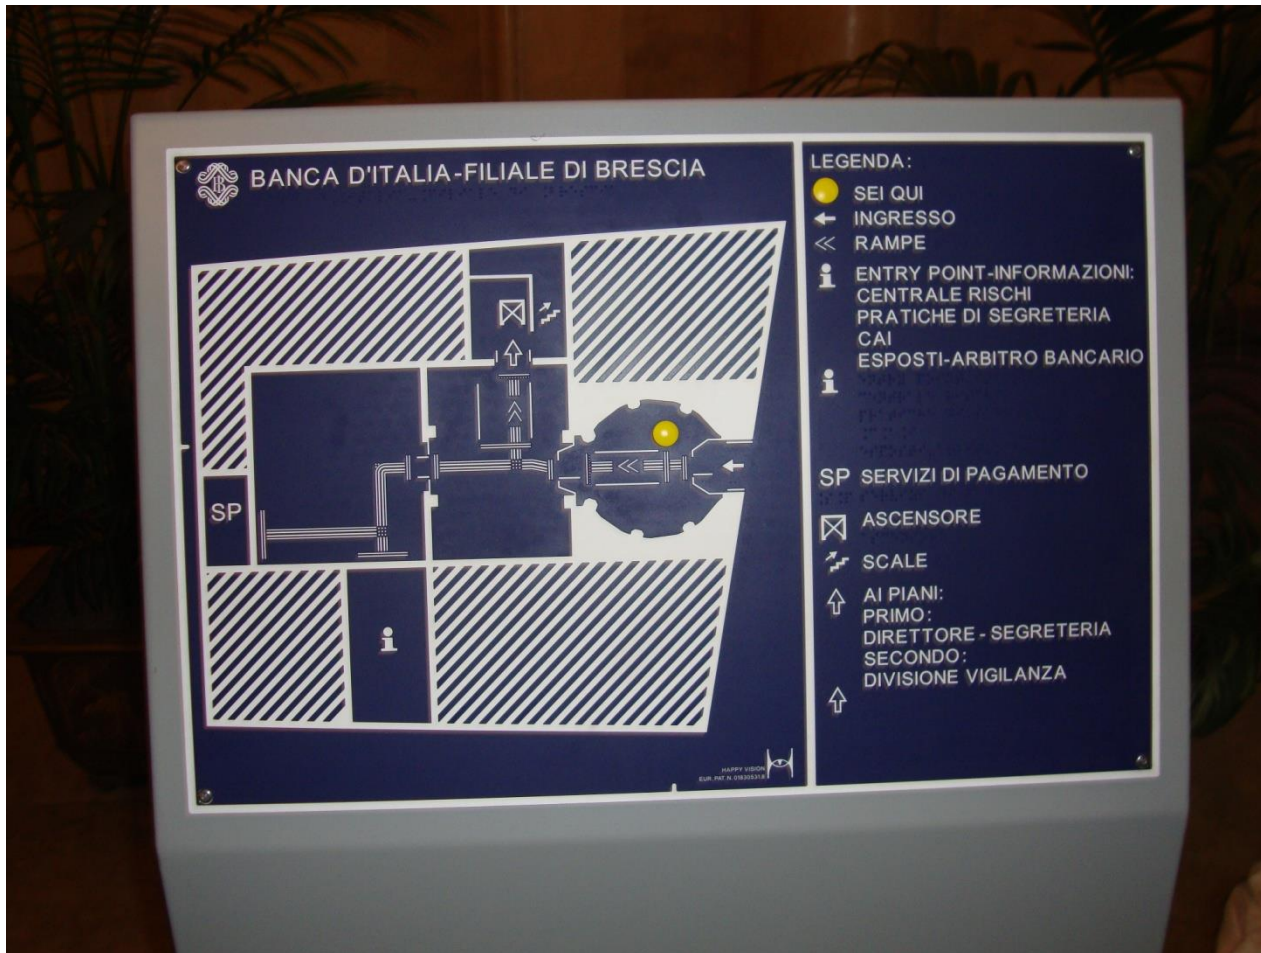 BANCA D'ITALIA-FILIALE DI BRESCIA
SP
i
LEGENDA:
SEI QUI
INGRESSO
RAMPE
i ENTRY POINT-INFORMAZIONI:
CENTRALE RISCHI
PRATICHE DI SEGRETERIA
CAI
ESPOSTI-ARBITRO BANCARIO
i
SP SERVIZI DI PAGAMENTO
ASCENSORE
SCALE
AI PIANI:
PRIMO:
DIRETTORE - SEGRETERIA
SECONDO:
DIVISIONE VIGILANZA
HAPPY VISION